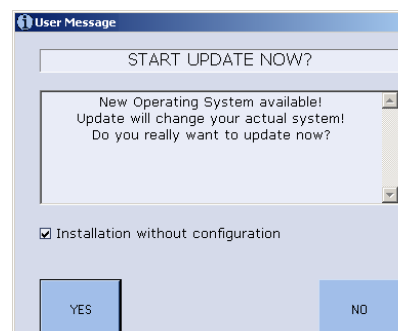 User Message
START UPDATE NOW?
New Operating System available!
Update will change your actual system!
Do you really want to update now?
Installation without configuration
YES NO